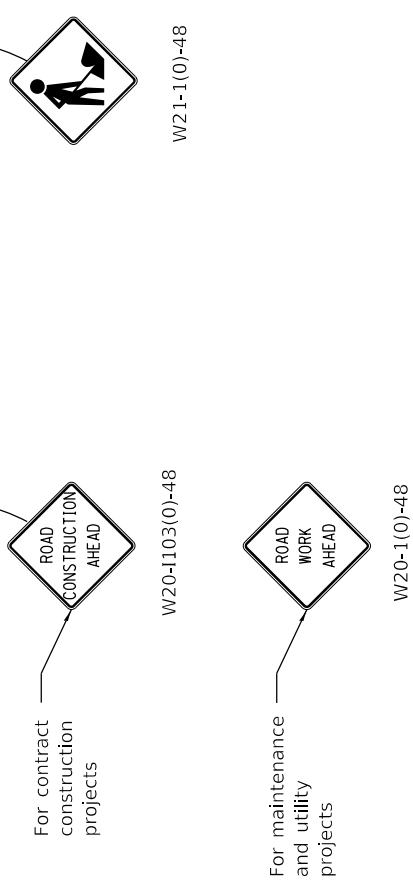 For contract
construction
projects
ROAD
CONSTRUCTION
AHEAD
W20-I103(0)-48
For maintenance
and utility
projects
ROAD
WORK
AHEAD
W20-1(0)-48
W21-1(0)-48